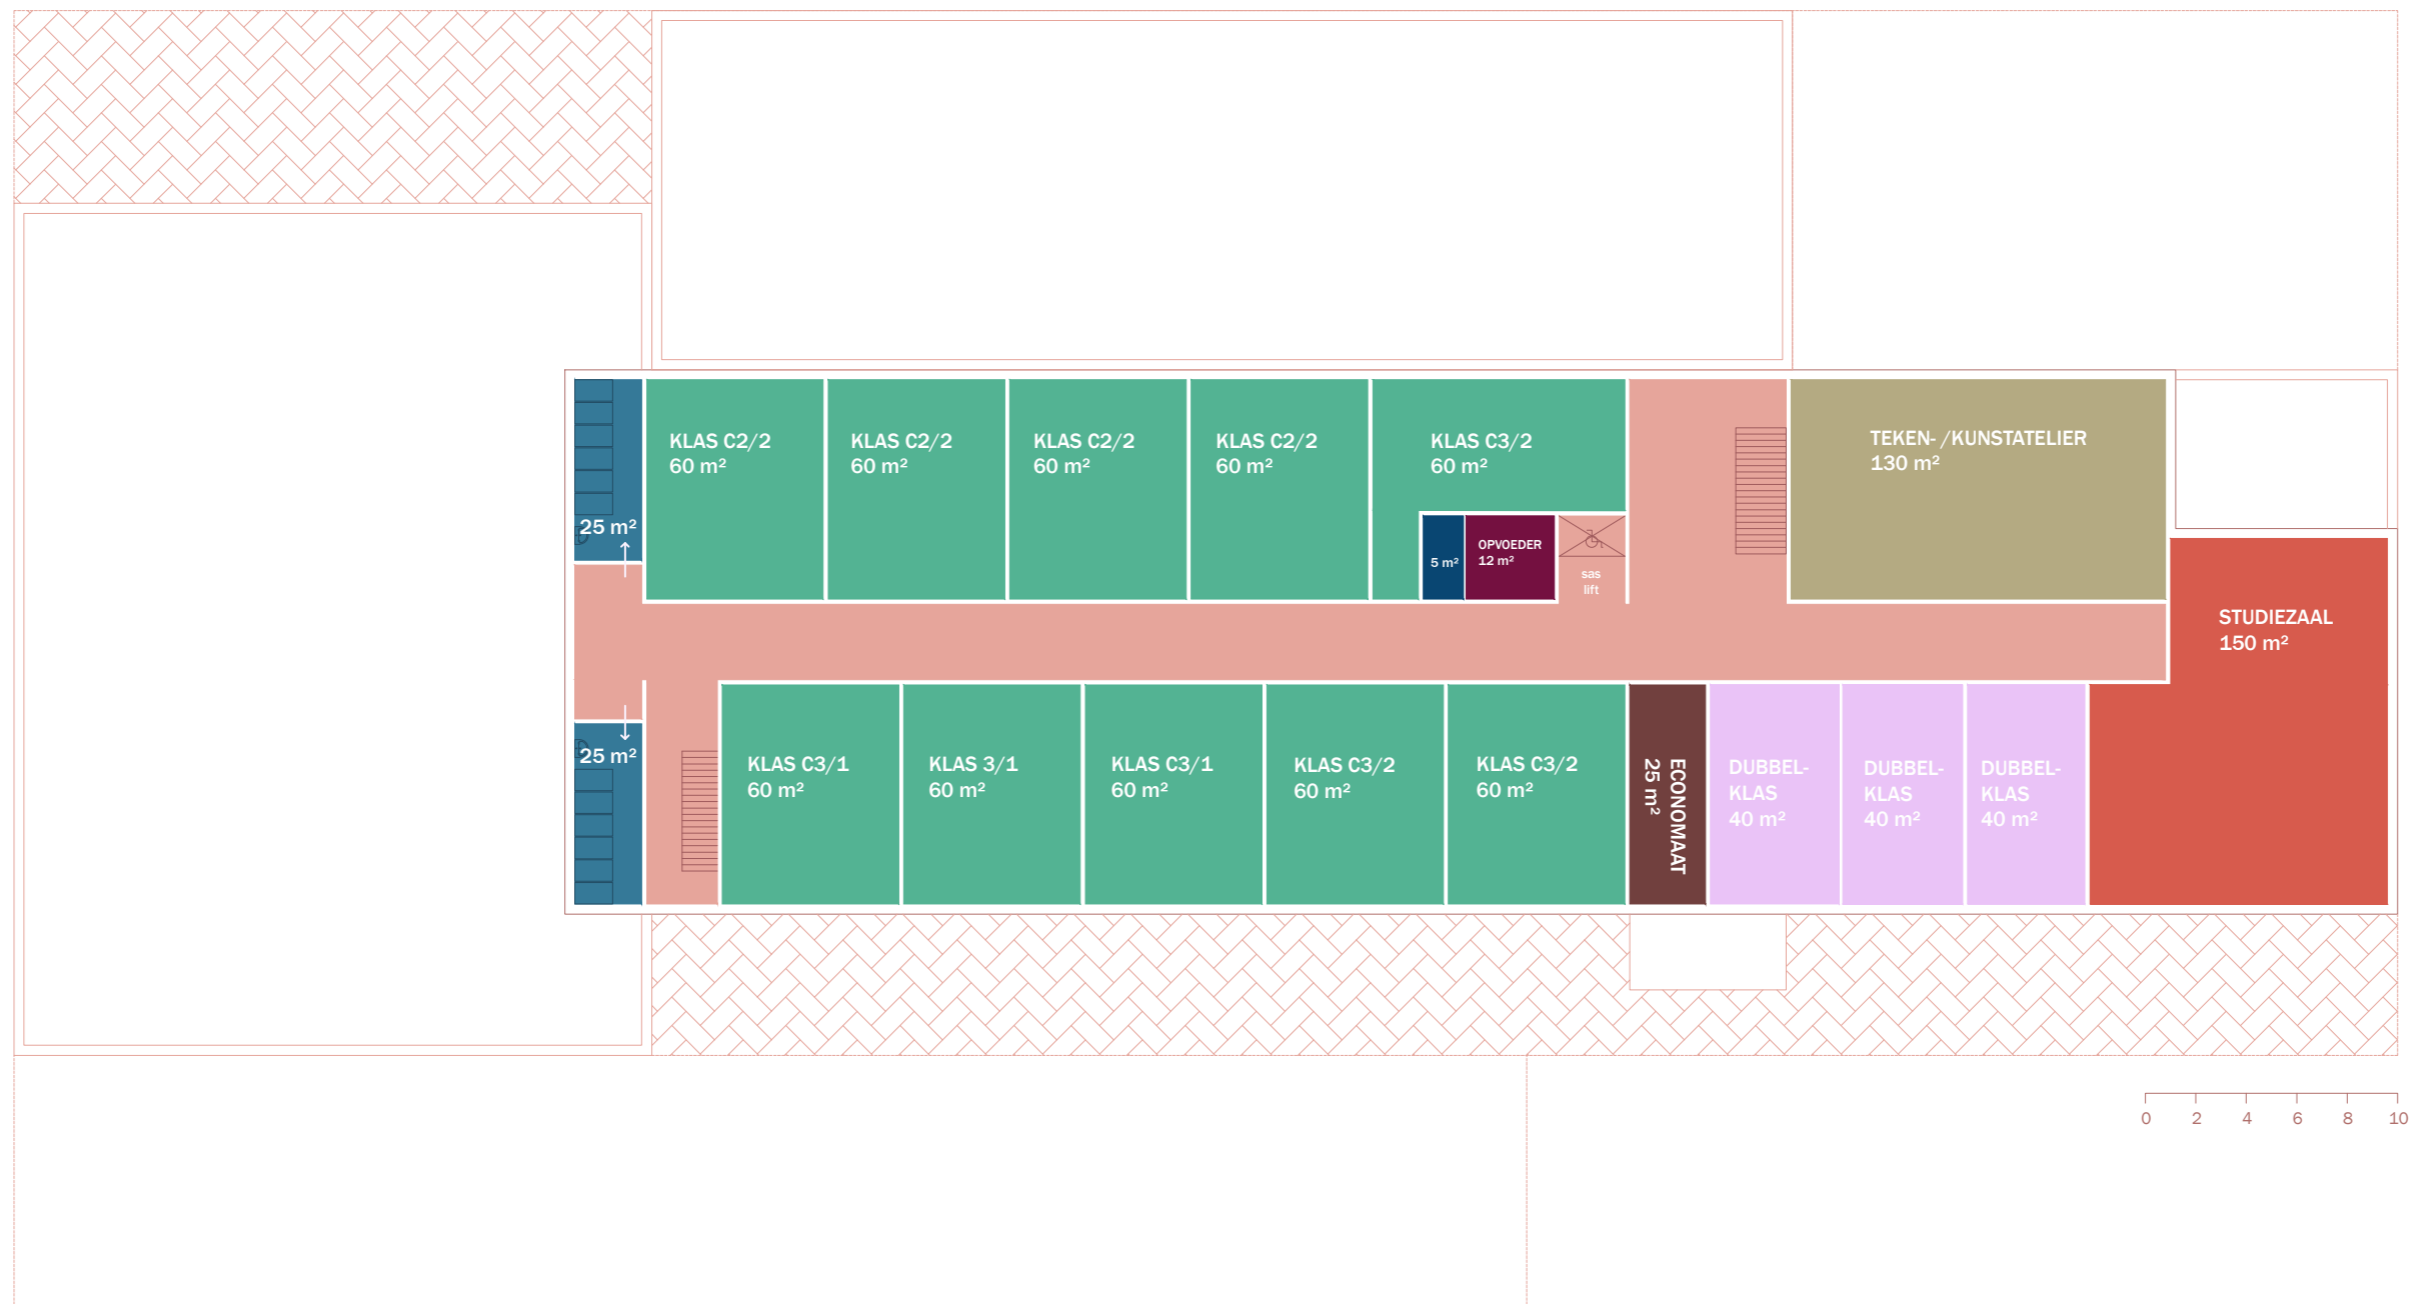 KLAS C2/2
60 m²
KLAS C2/2
60 m²
KLAS C2/2
60 m²
KLAS C2/2
60 m²
KLAS C3/2
60 m²
TEKEN- /KUNSTATELIER
130 m²
25 m²
5 m²
OPVOEDER
12 m²
sas
lift
STUDIEZAAL
150 m²
25 m²
KLAS C3/1
60 m²
KLAS 3/1
60 m²
KLAS C3/1
60 m²
KLAS C3/2
60 m²
KLAS C3/2
60 m²
ECONOMAAT
25 m²
DUBBEL-
KLAS
40 m²
DUBBEL-
KLAS
40 m²
DUBBEL-
KLAS
40 m²
0 2 4 6 8 10